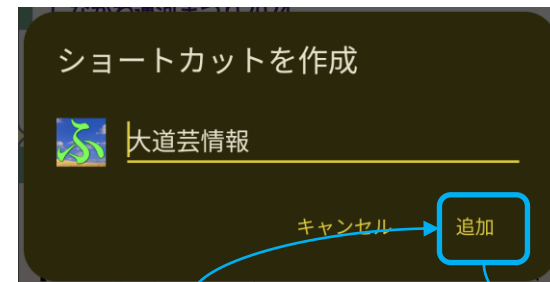 ショートカットを作成
ふ
大道芸情報
キャンセル
追加